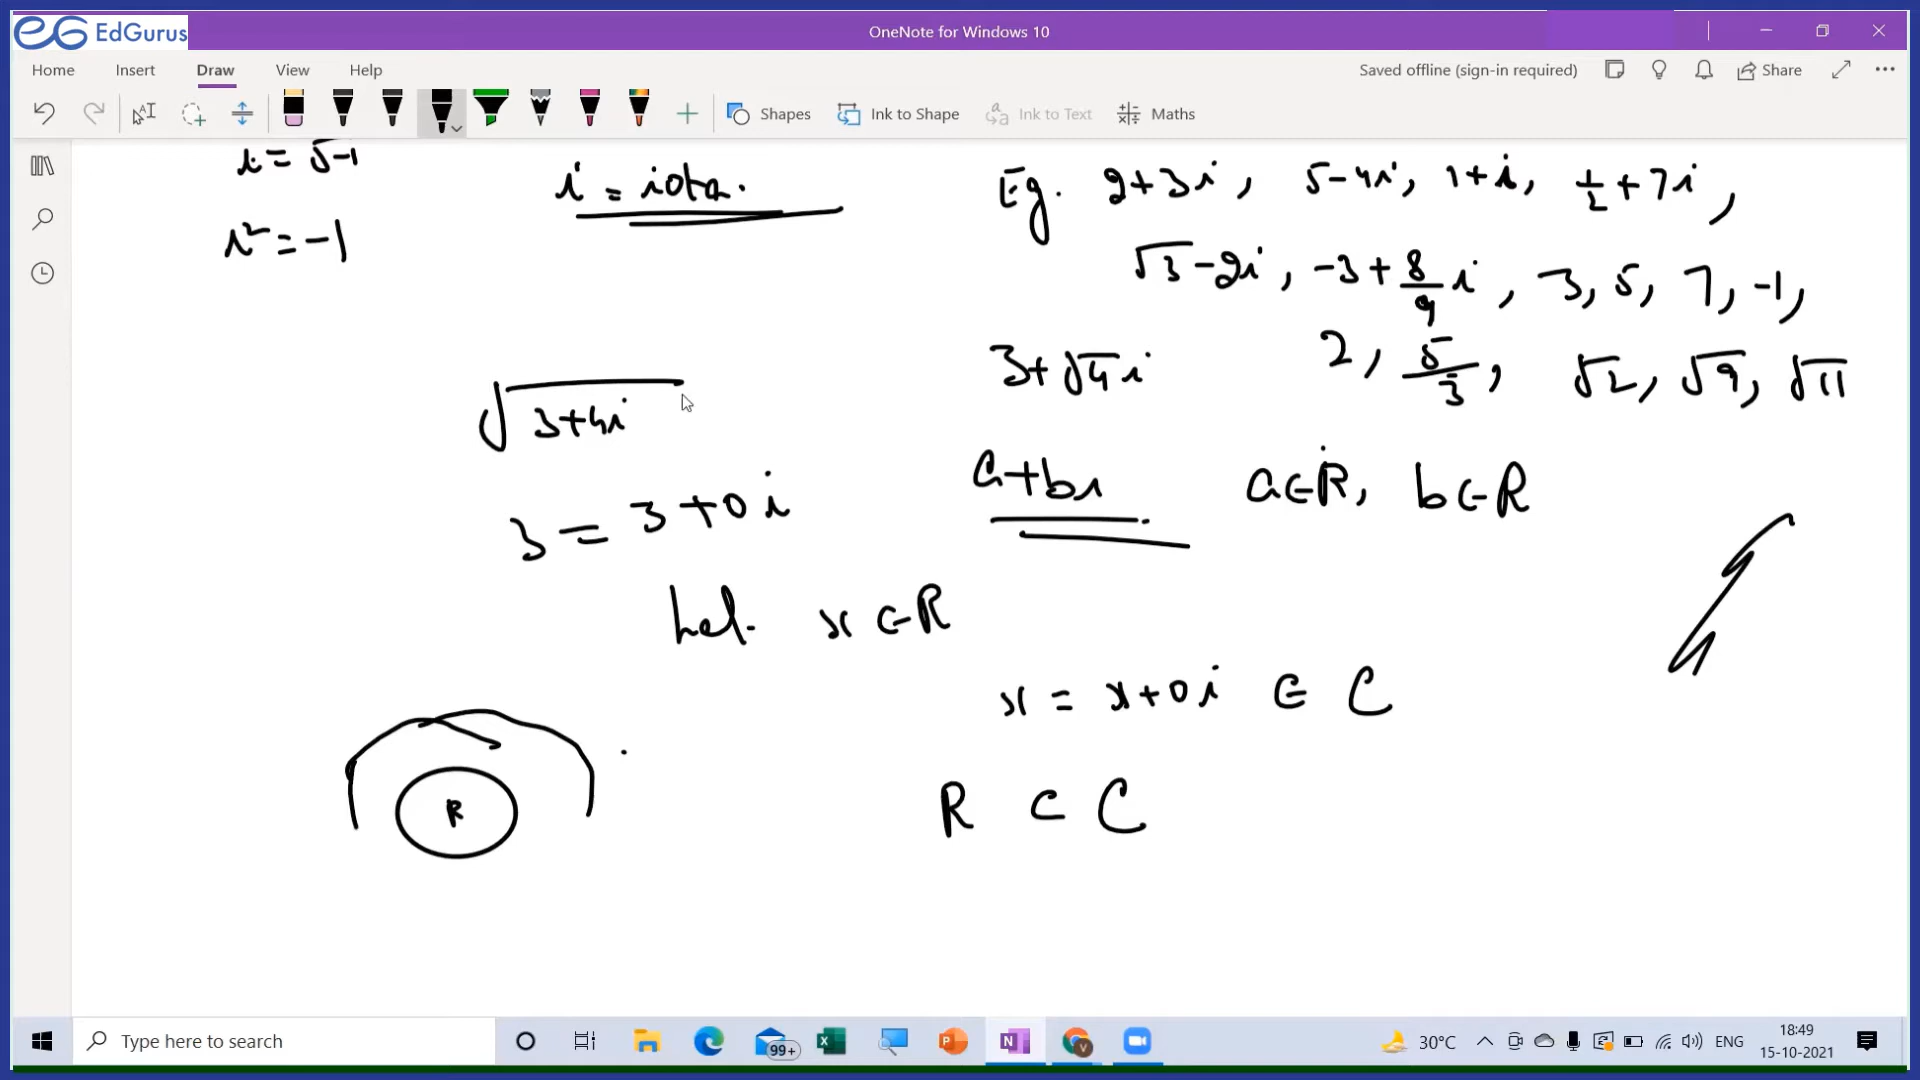 EdGurus
OneNote for Windows 10
Home Insert Draw View Help
Saved offline (sign-in required) Share
Shapes Ink to Shape Ink to Text Maths
i = √-1
i² = -1
i = iota.
Eg. 2+3i, 5-4i, 1+i, 1/2+7i,
√3-2i, -3+8/9 i, 3, 5, 7, -1,
3+√4 i 2, 5/3, √2, √9, √11
√3+4i
a+bi a∈R, b∈R
3 = 3+0i
Let x∈R
x = x+0i ∈ C
R
R ⊂ C
Type here to search
99+
30°C
ENG
18:49
15-10-2021